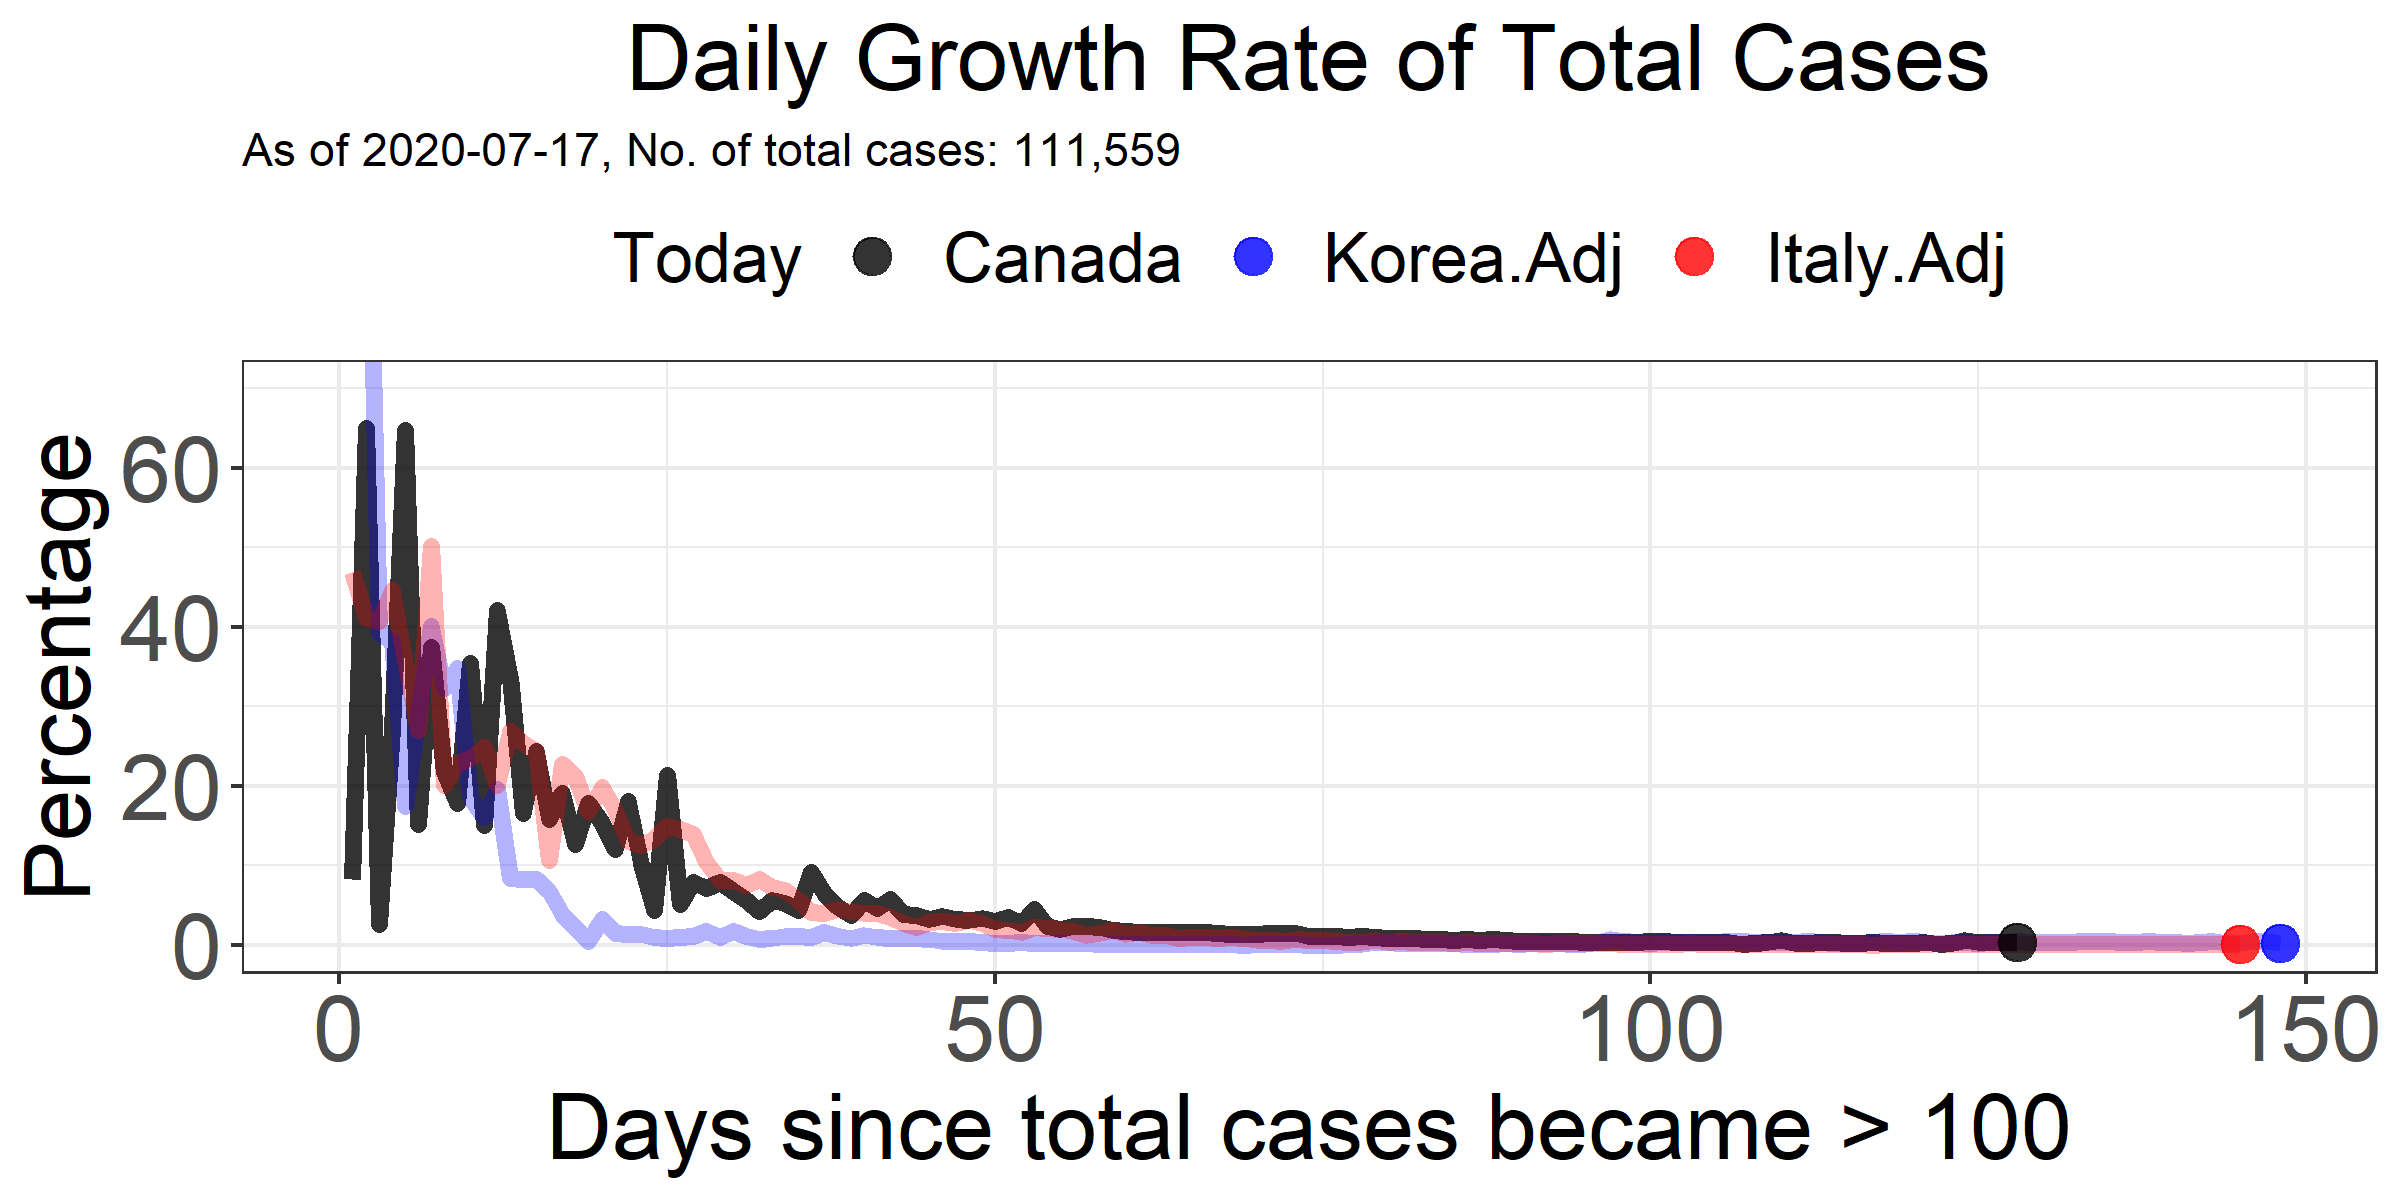 Daily Growth Rate of Total Cases
As of 2020-07-17, No. of total cases: 111,559
Today Canada Korea.Adj Italy.Adj
Percentage
60
40
20
0
0 50 100 150
Days since total cases became > 100